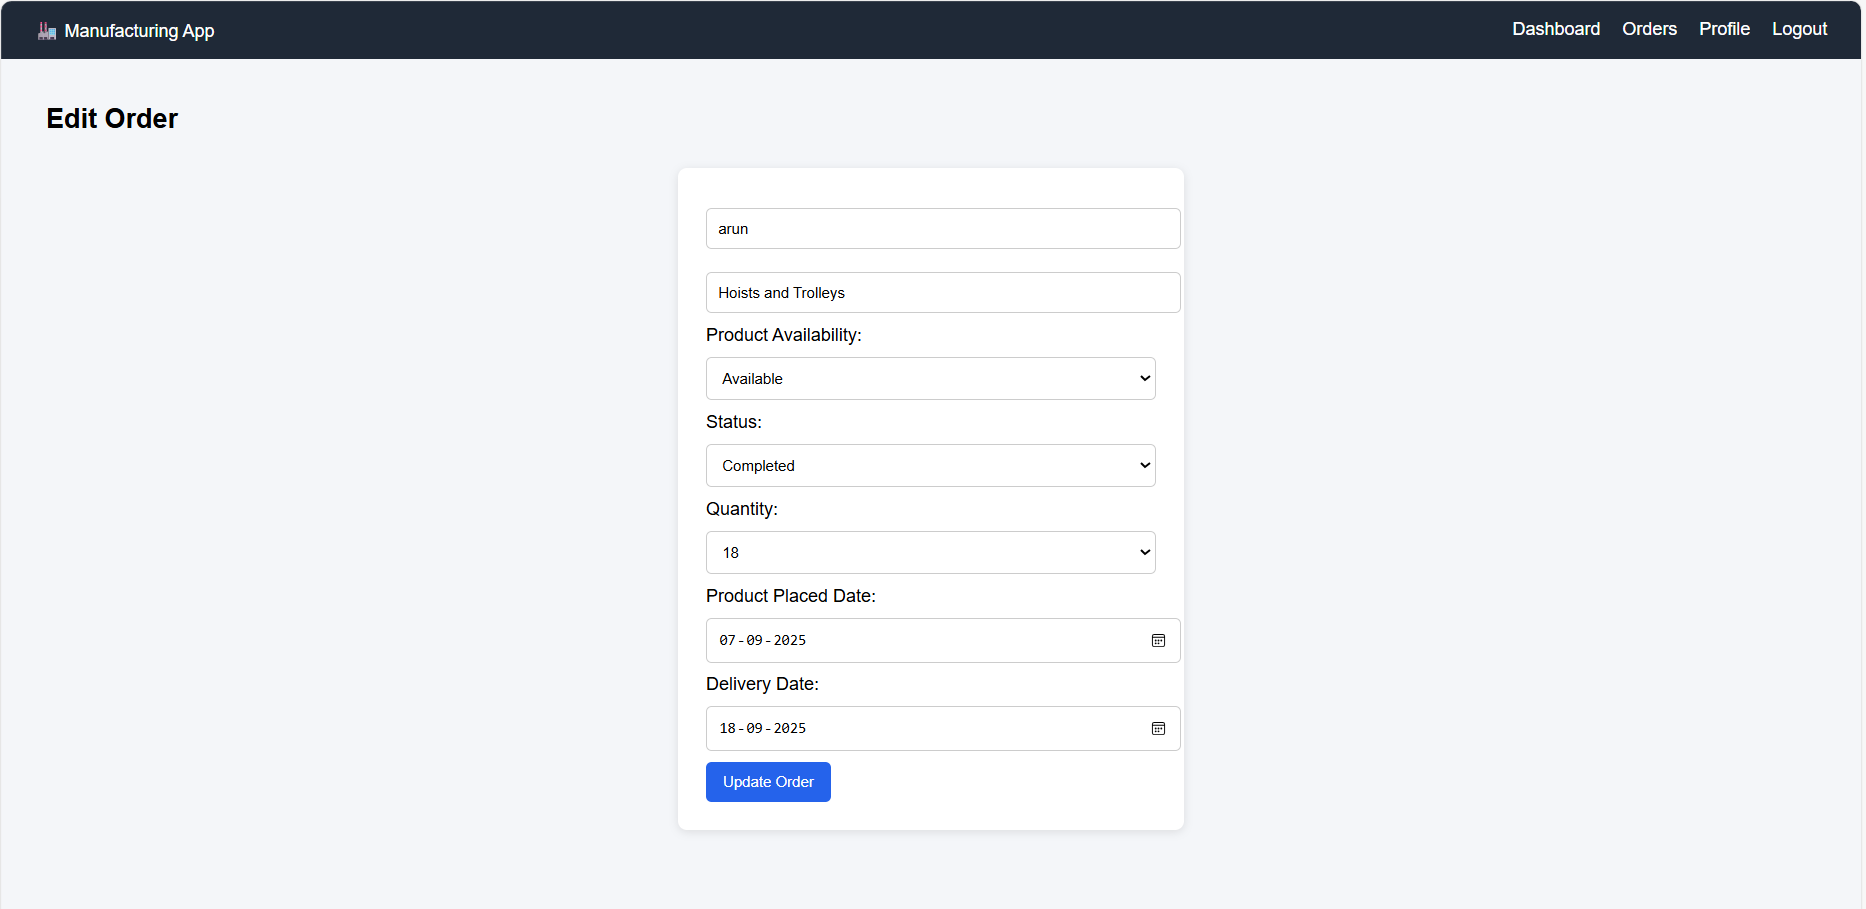 Manufacturing App
Dashboard Orders Profile Logout
Edit Order
arun
Hoists and Trolleys
Product Availability:
Available
Status:
Completed
Quantity:
18
Product Placed Date:
07-09-2025
Delivery Date:
18-09-2025
Update Order